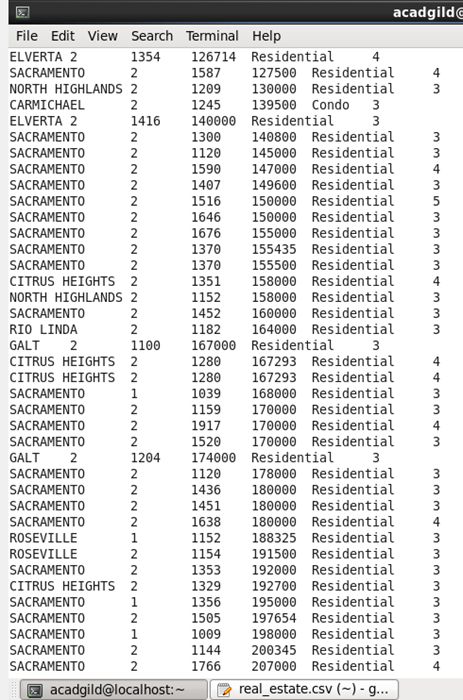 acadgild@
File Edit View Search Terminal Help
ELVERTA 2 1354 126714 Residential 4
SACRAMENTO 2 1587 127500 Residential 4
NORTH HIGHLANDS 2 1209 130000 Residential 3
CARMICHAEL 2 1245 139500 Condo 3
ELVERTA 2 1416 140000 Residential 3
SACRAMENTO 2 1300 140800 Residential 3
SACRAMENTO 2 1120 145000 Residential 3
SACRAMENTO 2 1590 147000 Residential 4
SACRAMENTO 2 1407 149600 Residential 3
SACRAMENTO 2 1516 150000 Residential 5
SACRAMENTO 2 1646 150000 Residential 3
SACRAMENTO 2 1676 155000 Residential 3
SACRAMENTO 2 1370 155435 Residential 3
SACRAMENTO 2 1370 155500 Residential 3
CITRUS HEIGHTS 2 1351 158000 Residential 4
NORTH HIGHLANDS 2 1152 158000 Residential 3
SACRAMENTO 2 1452 160000 Residential 3
RIO LINDA 2 1182 164000 Residential 3
GALT 2 1100 167000 Residential 3
CITRUS HEIGHTS 2 1280 167293 Residential 4
CITRUS HEIGHTS 2 1280 167293 Residential 4
SACRAMENTO 1 1039 168000 Residential 3
SACRAMENTO 2 1159 170000 Residential 3
SACRAMENTO 2 1917 170000 Residential 4
SACRAMENTO 2 1520 170000 Residential 3
GALT 2 1204 174000 Residential 3
SACRAMENTO 2 1120 178000 Residential 3
SACRAMENTO 2 1436 180000 Residential 3
SACRAMENTO 2 1451 180000 Residential 3
SACRAMENTO 2 1638 180000 Residential 4
ROSEVILLE 1 1152 188325 Residential 3
ROSEVILLE 2 1154 191500 Residential 3
SACRAMENTO 2 1353 192000 Residential 3
CITRUS HEIGHTS 2 1329 192700 Residential 3
SACRAMENTO 1 1356 195000 Residential 3
SACRAMENTO 2 1505 197654 Residential 3
SACRAMENTO 1 1009 198000 Residential 3
SACRAMENTO 2 1144 200345 Residential 3
SACRAMENTO 2 1766 207000 Residential 4
acadgild@localhost:~ real_estate.csv (~) - g...